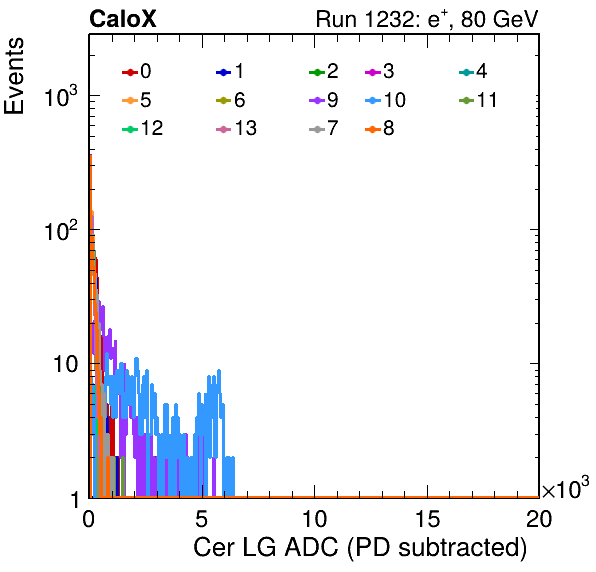 CaloX Run 1232: e+, 80 GeV
Events
0 1 2 3 4
5 6 9 10 11
12 13 7 8
10³
10²
10
1
0 5 10 15 20 ×10³
Cer LG ADC (PD subtracted)